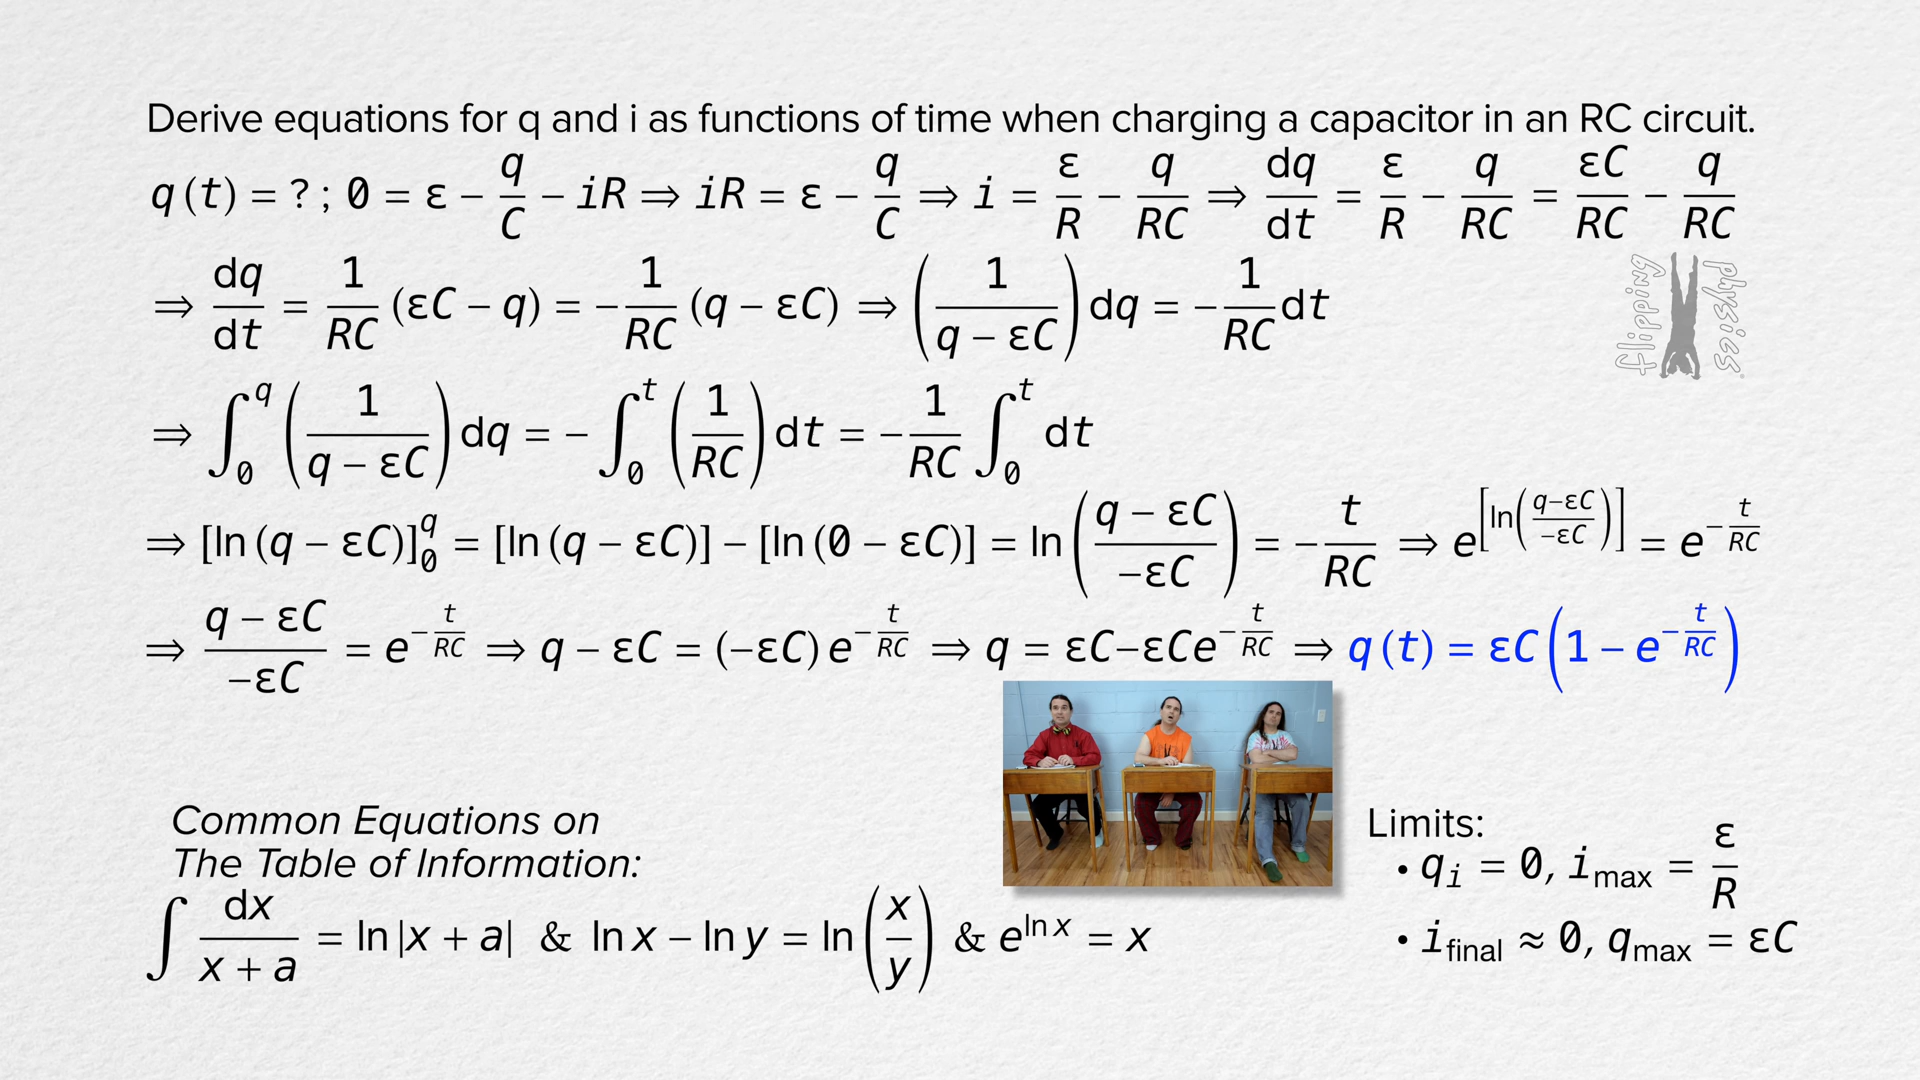 Derive equations for q and i as functions of time when charging a capacitor in an RC circuit.
q (t) = ? ; 0 = ε − q/C − iR ⇒ iR = ε − q/C ⇒ i = ε/R − q/RC ⇒ dq/dt = ε/R − q/RC = εC/RC − q/RC
⇒ dq/dt = 1/RC (εC − q) = − 1/RC (q − εC) ⇒ (1/(q − εC)) dq = − 1/RC dt
flipping physics
⇒ ∫₀^q (1/(q − εC)) dq = − ∫₀^t (1/RC) dt = − 1/RC ∫₀^t dt
⇒ [ln (q − εC)]₀^q = [ln (q − εC)] − [ln (0 − εC)] = ln ((q − εC)/−εC) = − t/RC ⇒ e^[ln((q−εC)/−εC)] = e^(−t/RC)
⇒ (q − εC)/−εC = e^(−t/RC) ⇒ q − εC = (−εC) e^(−t/RC) ⇒ q = εC−εCe^(−t/RC) ⇒ q (t) = εC (1 − e^(−t/RC))
Common Equations on
The Table of Information:
∫ dx/(x + a) = ln |x + a| & ln x − ln y = ln (x/y) & e^(ln x) = x
Limits:
• qᵢ = 0, i_max = ε/R
• i_final ≈ 0, q_max = εC